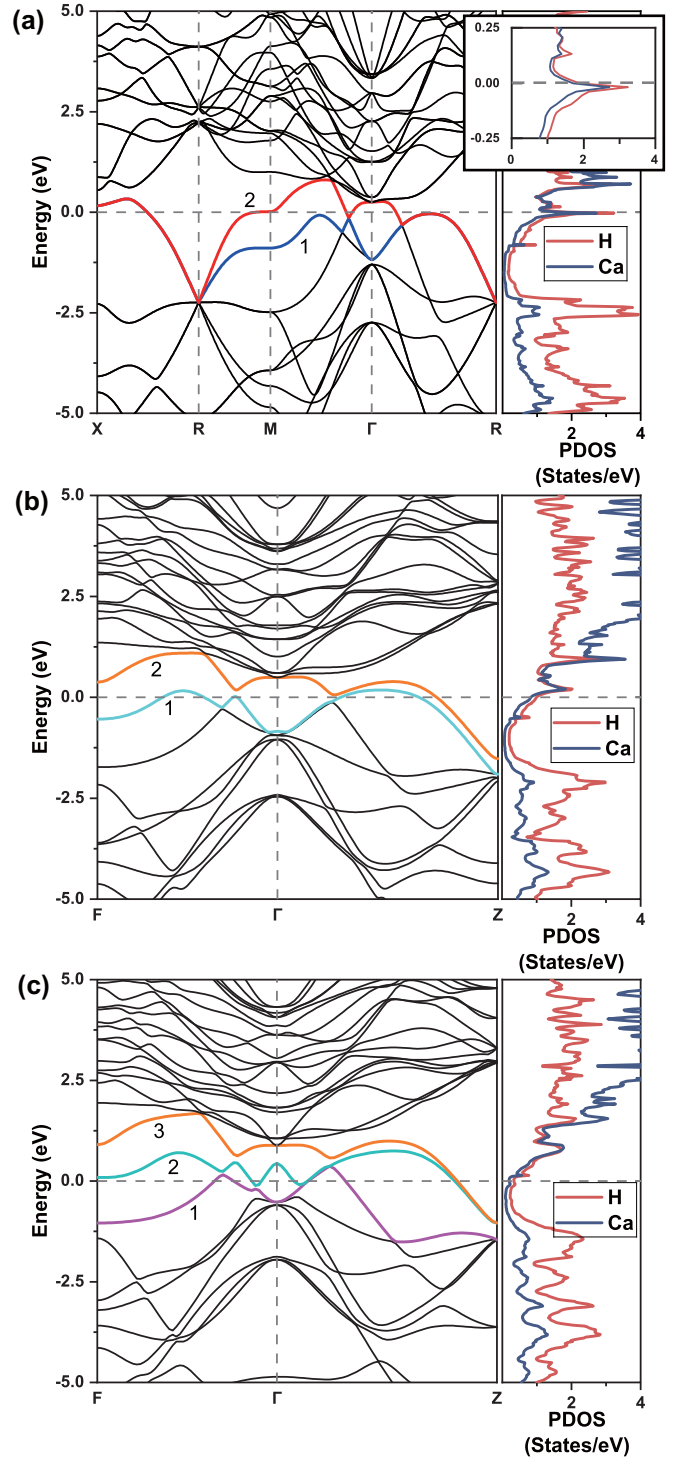 (a)
5.0
2.5
0.0
-2.5
-5.0
Energy (eV)
2
1
X
R
M
Γ
R
0.25
0.00
-0.25
0
2
4
H
Ca
2
4
PDOS
(States/eV)
(b)
5.0
2.5
0.0
-2.5
-5.0
Energy (eV)
2
1
F
Γ
Z
H
Ca
2
4
PDOS
(States/eV)
(c)
5.0
2.5
0.0
-2.5
-5.0
Energy (eV)
3
2
1
F
Γ
Z
H
Ca
2
4
PDOS
(States/eV)